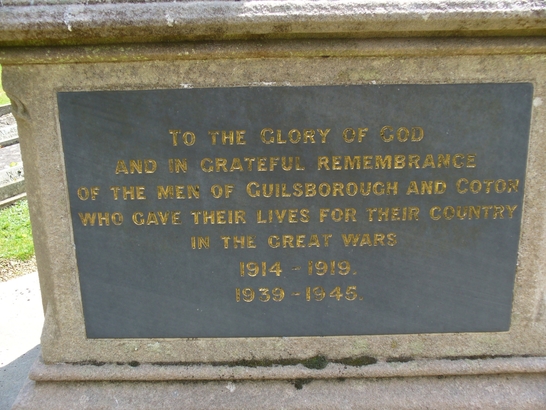 TO THE GLORY OF GOD
AND IN GRATEFUL REMEMBRANCE
OF THE MEN OF GUILSBOROUGH AND COTON
WHO GAVE THEIR LIVES FOR THEIR COUNTRY
IN THE GREAT WARS
1914 - 1919.
1939 - 1945.